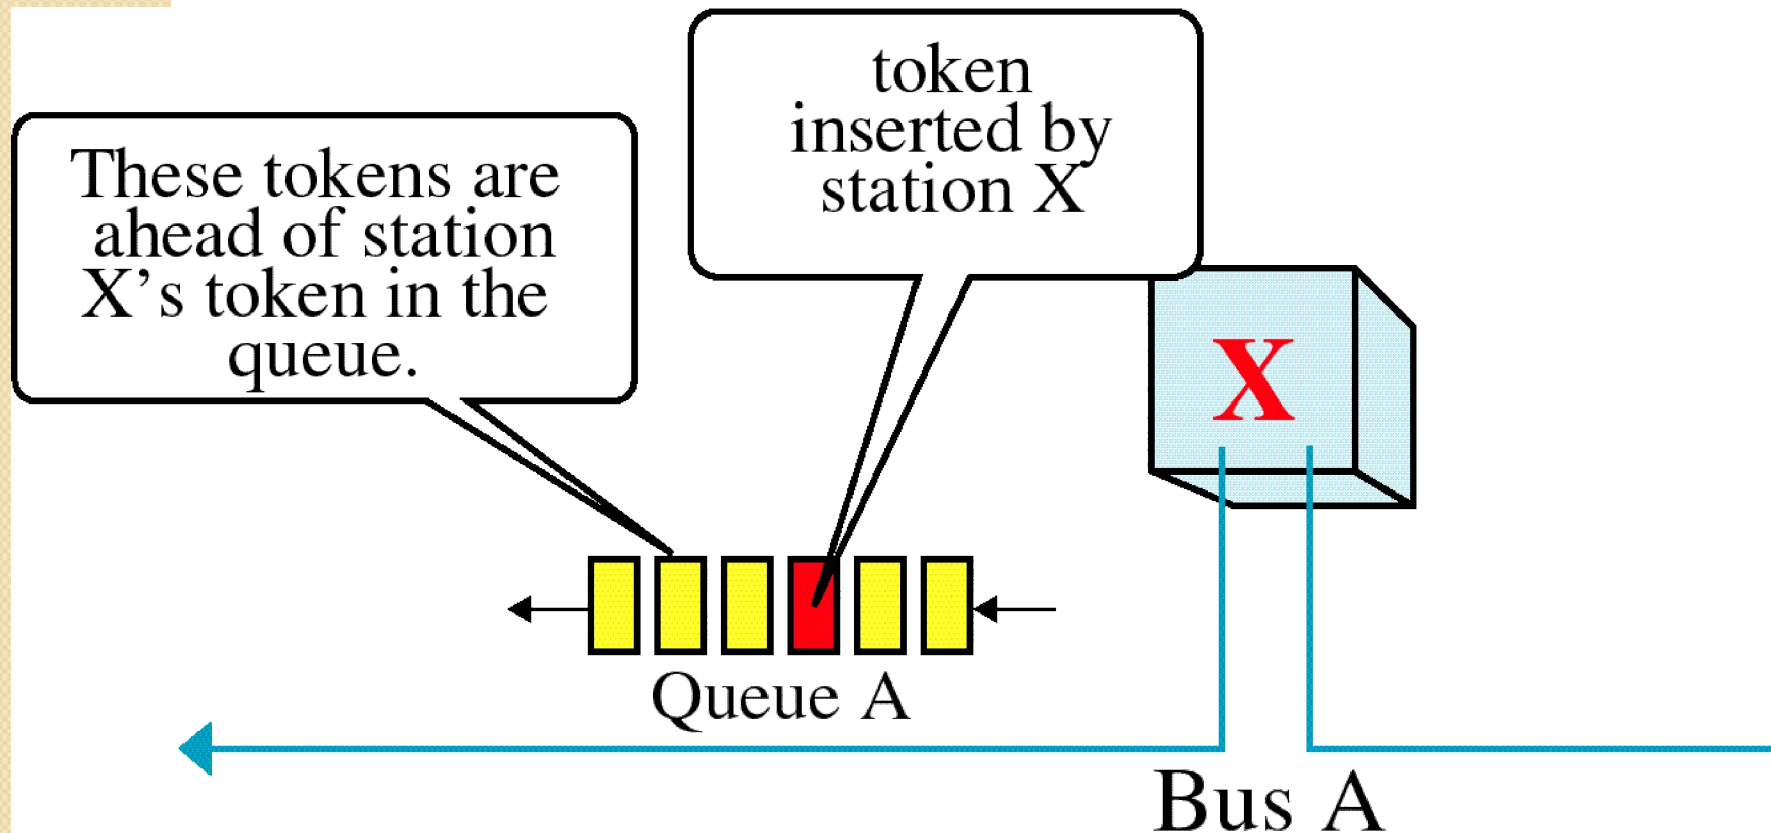 These tokens are
ahead of station
X’s token in the
queue.
token
inserted by
station X
X
Queue A
Bus A